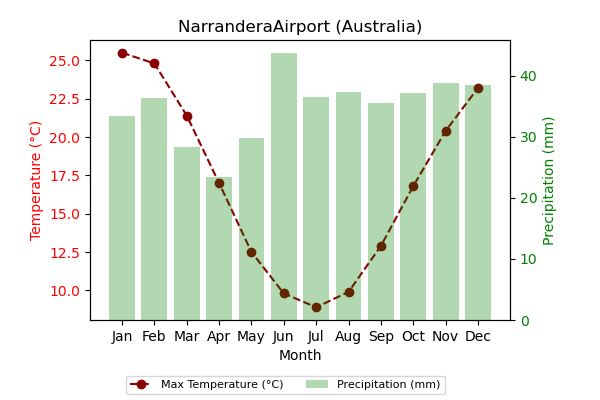 NarranderaAirport (Australia)
Temperature (°C)
25.0
22.5
20.0
17.5
15.0
12.5
10.0
40
30
20
10
0
Precipitation (mm)
Jan Feb Mar Apr May Jun Jul Aug Sep Oct Nov Dec
Month
Max Temperature (°C) Precipitation (mm)